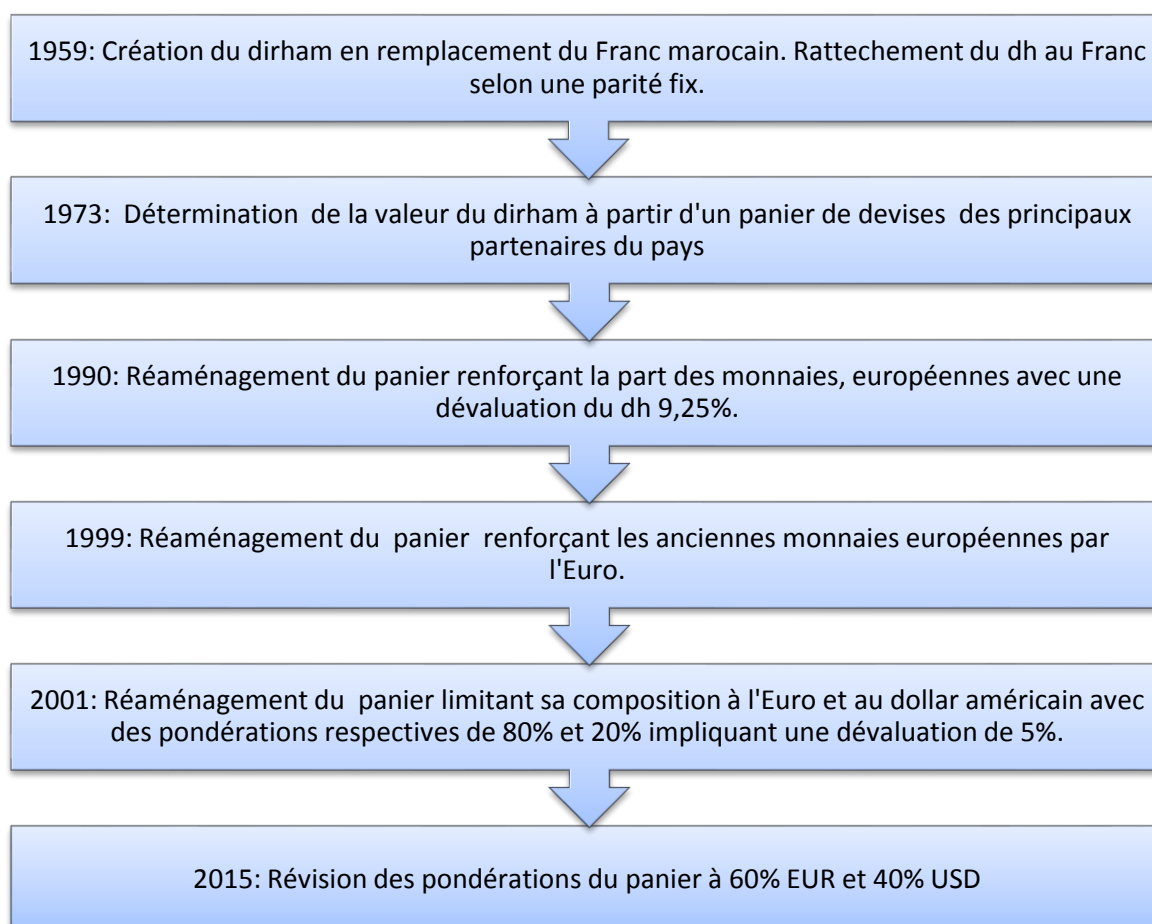 1959: Création du dirham en remplacement du Franc marocain. Rattechement du dh au Franc
selon une parité fix.
1973: Détermination de la valeur du dirham à partir d'un panier de devises des principaux
partenaires du pays
1990: Réaménagement du panier renforçant la part des monnaies, européennes avec une
dévaluation du dh 9,25%.
1999: Réaménagement du panier renforçant les anciennes monnaies européennes par
l'Euro.
2001: Réaménagement du panier limitant sa composition à l'Euro et au dollar américain avec
des pondérations respectives de 80% et 20% impliquant une dévaluation de 5%.
2015: Révision des pondérations du panier à 60% EUR et 40% USD